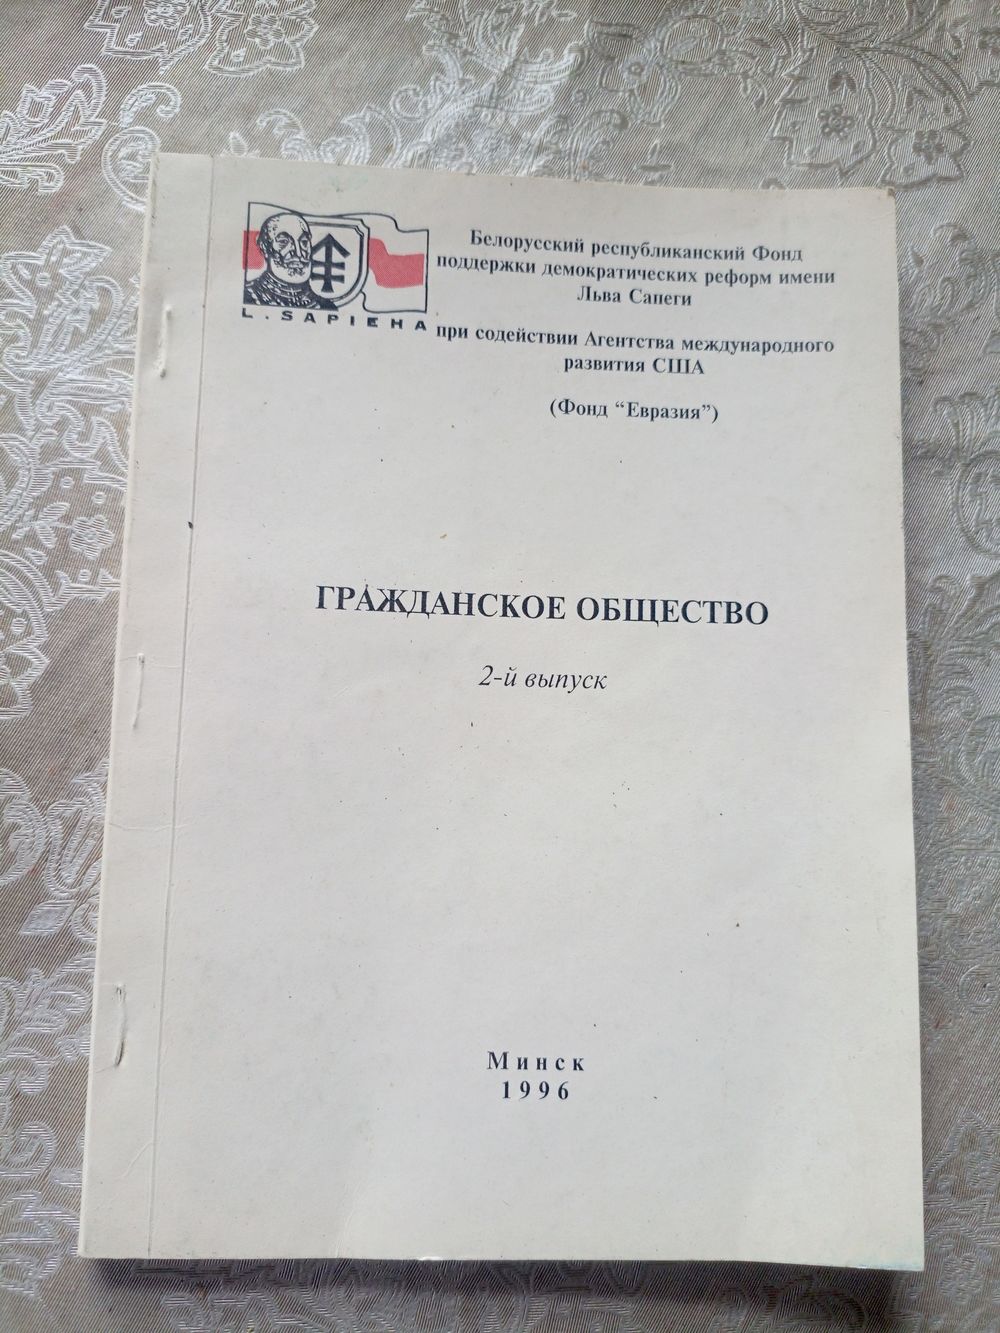 L. SAPIEHA
Белорусский республиканский Фонд
поддержки демократических реформ имени
Льва Сапеги
при содействии Агентства международного
развития США
(Фонд “Евразия”)
ГРАЖДАНСКОЕ ОБЩЕСТВО
2-й выпуск
Минск
1996